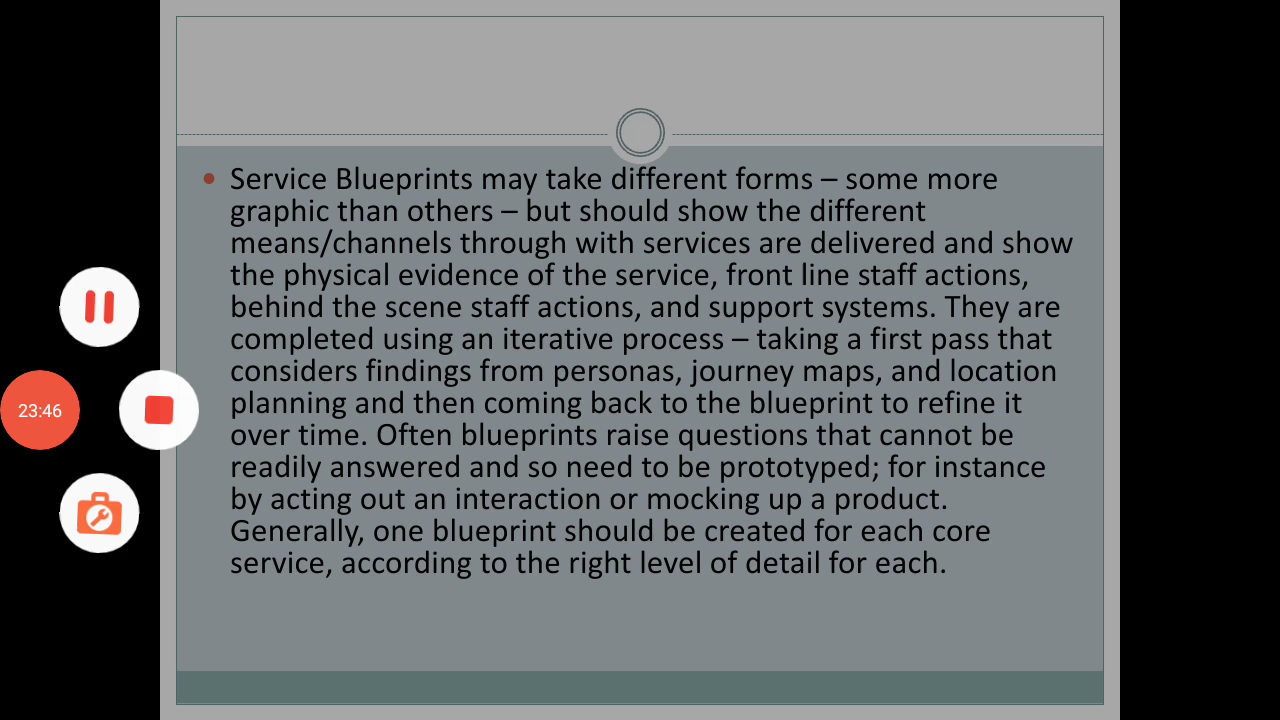 Service Blueprints may take different forms – some more
graphic than others – but should show the different
means/channels through with services are delivered and show
the physical evidence of the service, front line staff actions,
behind the scene staff actions, and support systems. They are
completed using an iterative process – taking a first pass that
considers findings from personas, journey maps, and location
planning and then coming back to the blueprint to refine it
over time. Often blueprints raise questions that cannot be
readily answered and so need to be prototyped; for instance
by acting out an interaction or mocking up a product.
Generally, one blueprint should be created for each core
service, according to the right level of detail for each.
23:46